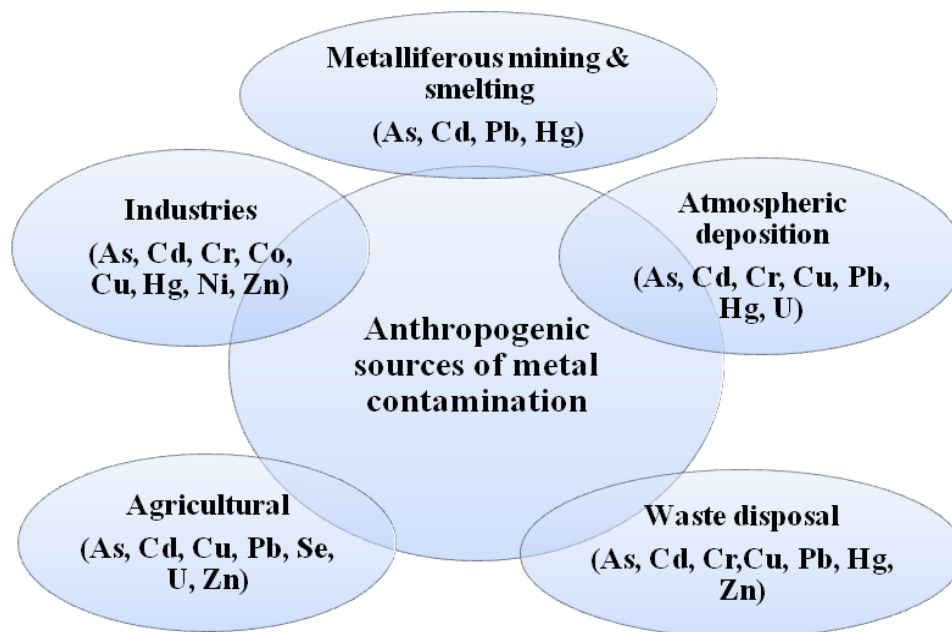 Metalliferous mining &
smelting
(As, Cd, Pb, Hg)
Industries
(As, Cd, Cr, Co,
Cu, Hg, Ni, Zn)
Atmospheric
deposition
(As, Cd, Cr, Cu, Pb,
Hg, U)
Anthropogenic
sources of metal
contamination
Agricultural
(As, Cd, Cu, Pb, Se,
U, Zn)
Waste disposal
(As, Cd, Cr,Cu, Pb, Hg,
Zn)